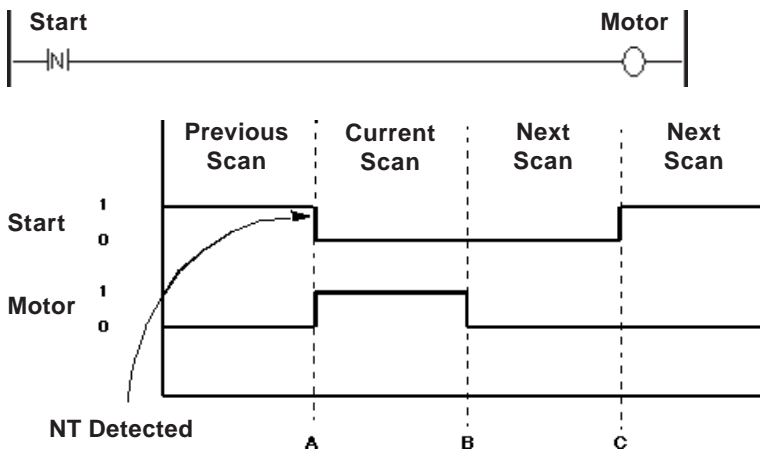 Start Motor
N
Previous Scan Current Scan Next Scan Next Scan
Start 1
0
Motor 1
0
NT Detected
A B C